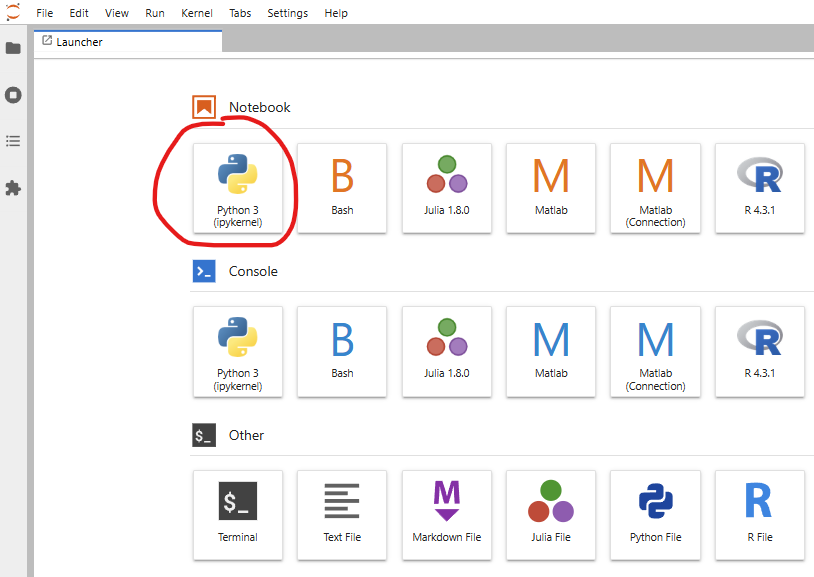 File Edit View Run Kernel Tabs Settings Help
Launcher
Notebook
Python 3
(ipykernel)
B
Bash
Julia 1.8.0
M
Matlab
M
Matlab
(Connection)
R
R 4.3.1
Console
Python 3
(ipykernel)
B
Bash
Julia 1.8.0
M
Matlab
M
Matlab
(Connection)
R
R 4.3.1
$_
Other
$_
Terminal
Text File
M
Markdown File
Julia File
Python File
R
R File